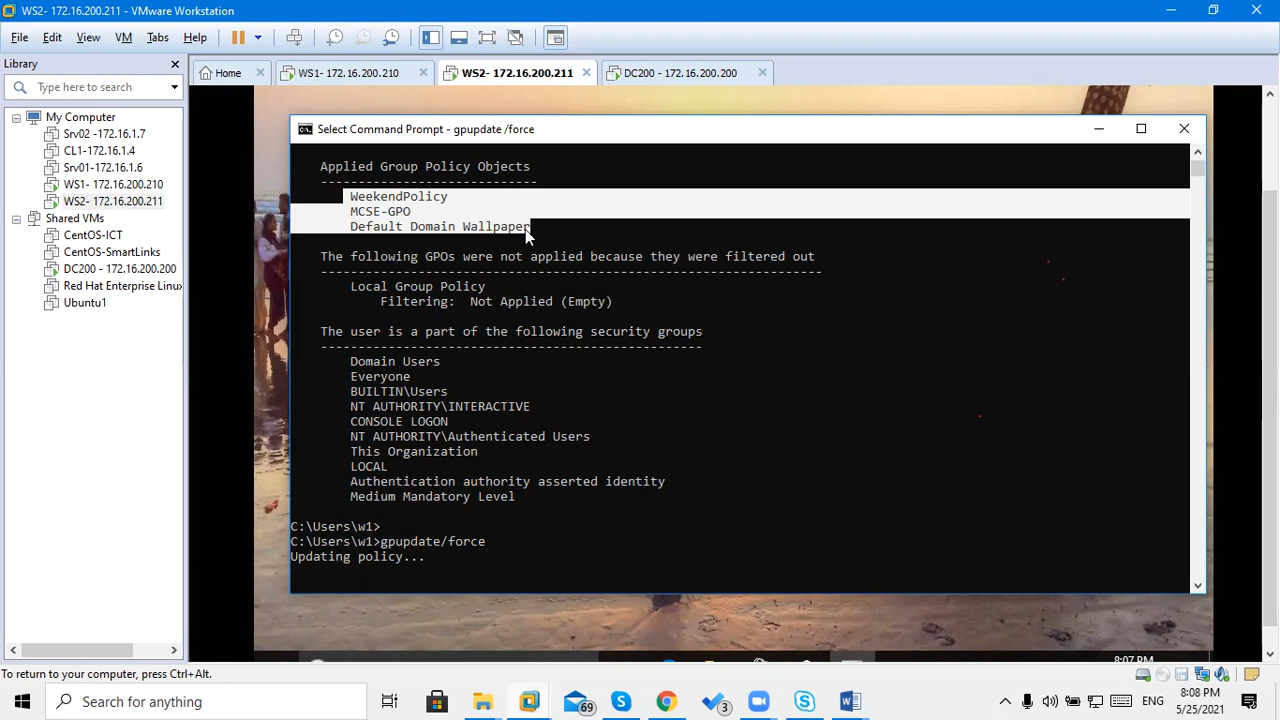 WS2- 172.16.200.211 - VMware Workstation
File Edit View VM Tabs Help
Library
Type here to search
My Computer
Srv02 -172.16.1.7
CL1-172.16.1.4
Srv01-172.16.1.6
WS1- 172.16.200.210
WS2- 172.16.200.211
Shared VMs
CentOS-ICT
CentOS-SmartLinks
DC200 - 172.16.200.200
Red Hat Enterprise Linux
Ubuntu1
Home
WS1- 172.16.200.210
WS2- 172.16.200.211
DC200 - 172.16.200.200
Select Command Prompt - gpupdate /force
Applied Group Policy Objects
-----------------------------
WeekendPolicy
MCSE-GPO
Default Domain Wallpaper
The following GPOs were not applied because they were filtered out
-------------------------------------------------------------------
Local Group Policy
Filtering: Not Applied (Empty)
The user is a part of the following security groups
---------------------------------------------------
Domain Users
Everyone
BUILTIN\Users
NT AUTHORITY\INTERACTIVE
CONSOLE LOGON
NT AUTHORITY\Authenticated Users
This Organization
LOCAL
Authentication authority asserted identity
Medium Mandatory Level
C:\Users\w1>
C:\Users\w1>gpupdate/force
Updating policy...
8:07 PM
To return to your computer, press Ctrl+Alt.
Search for anything
69
3
ENG
8:08 PM
5/25/2021